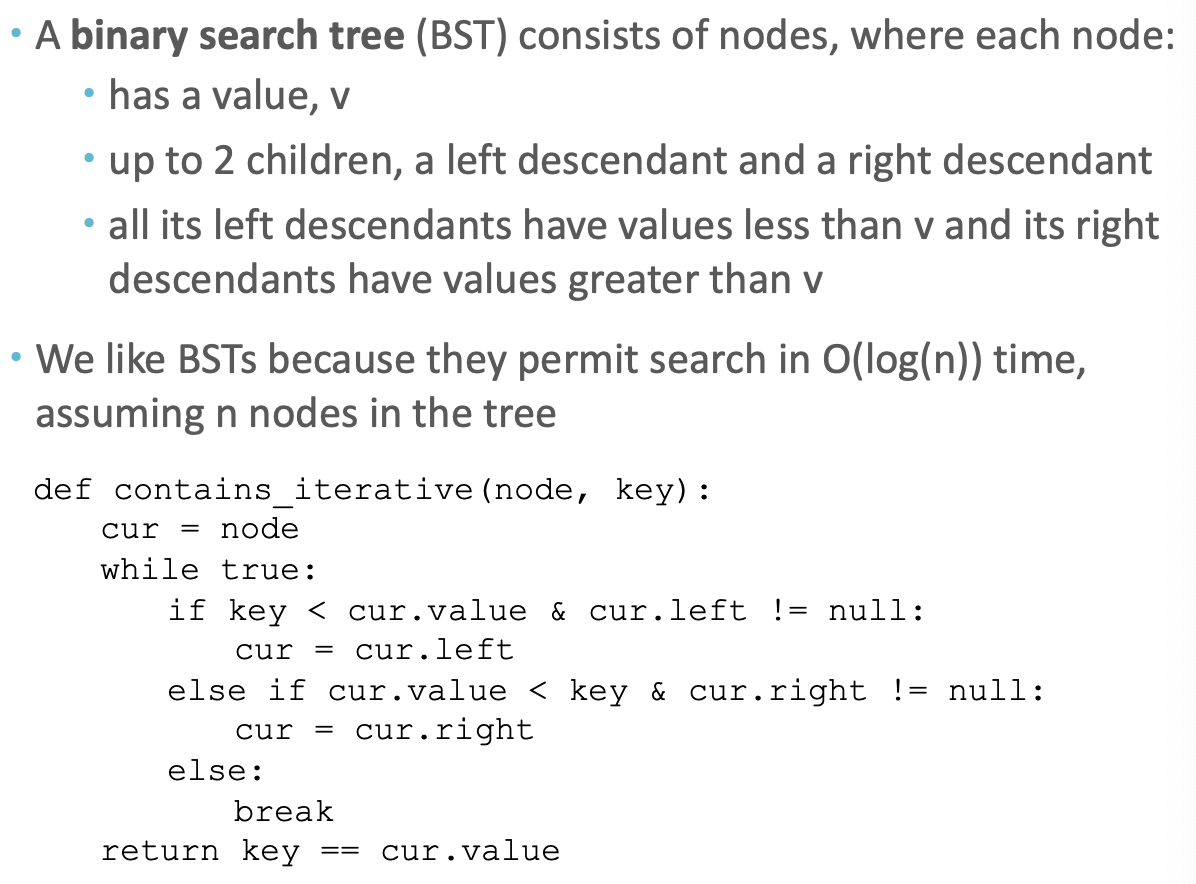 • A binary search tree (BST) consists of nodes, where each node:
• has a value, v
• up to 2 children, a left descendant and a right descendant
• all its left descendants have values less than v and its right
descendants have values greater than v
• We like BSTs because they permit search in O(log(n)) time,
assuming n nodes in the tree
def contains_iterative(node, key):
    cur = node
    while true:
        if key < cur.value & cur.left != null:
            cur = cur.left
        else if cur.value < key & cur.right != null:
            cur = cur.right
        else:
            break
    return key == cur.value